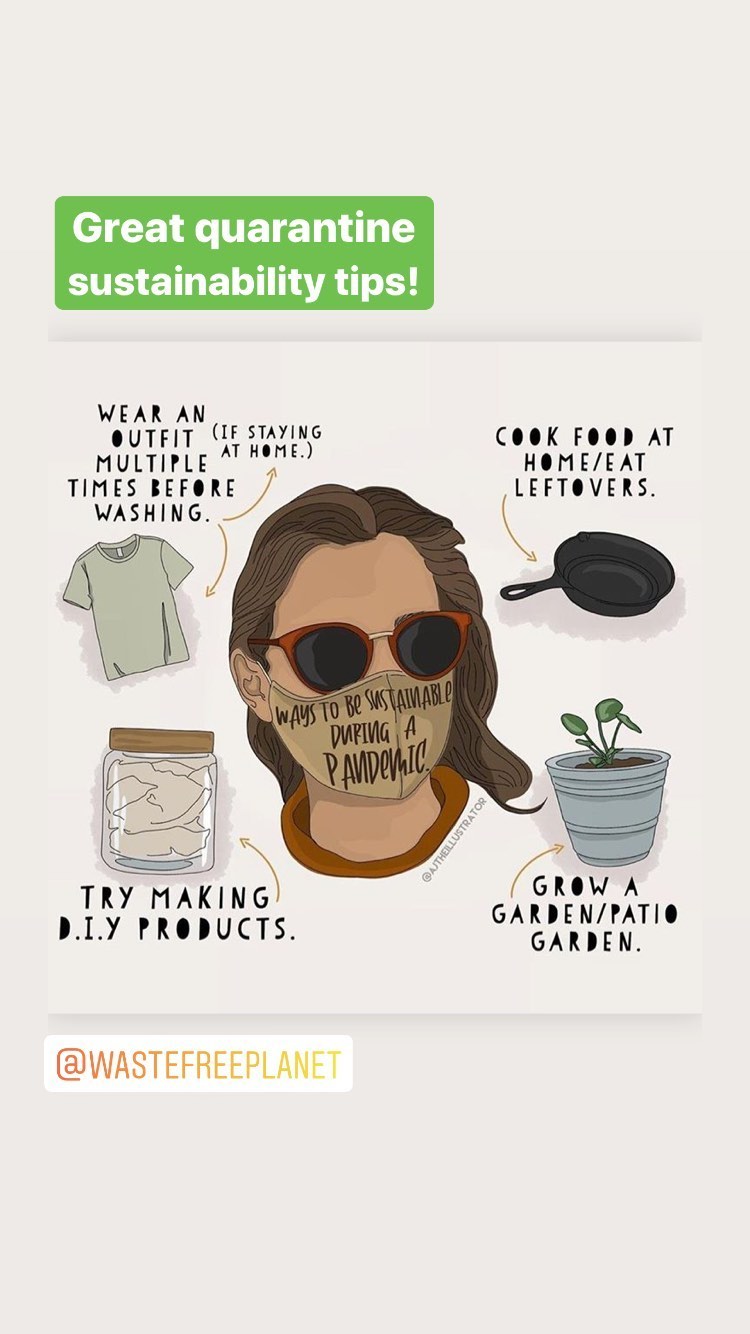 Great quarantine
sustainability tips!
WEAR AN
OUTFIT
MULTIPLE
TIMES BEFORE
WASHING.
(IF STAYING
AT HOME.)
COOK FOOD AT
HOME/EAT
LEFTOVERS.
WAYS TO BE SUSTAINABLE
DURING A
PANDEMIC.
@AJTHEILLUSTRATOR
TRY MAKING
D.I.Y PRODUCTS.
GROW A
GARDEN/PATIO
GARDEN.
@WASTEFREEPLANET